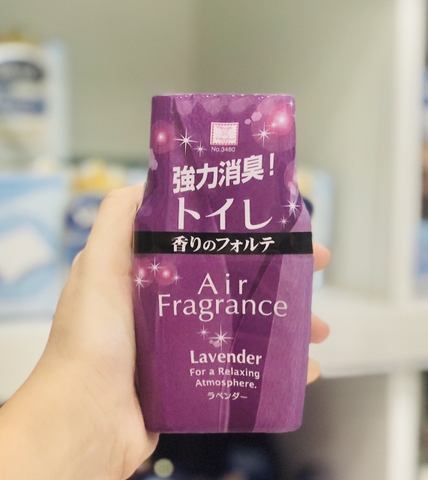 No.3480
強力消臭!
トイレ
香りのフォルテ
Air
Fragrance
Lavender
For a Relaxing
Atmosphere.
ラベンダー